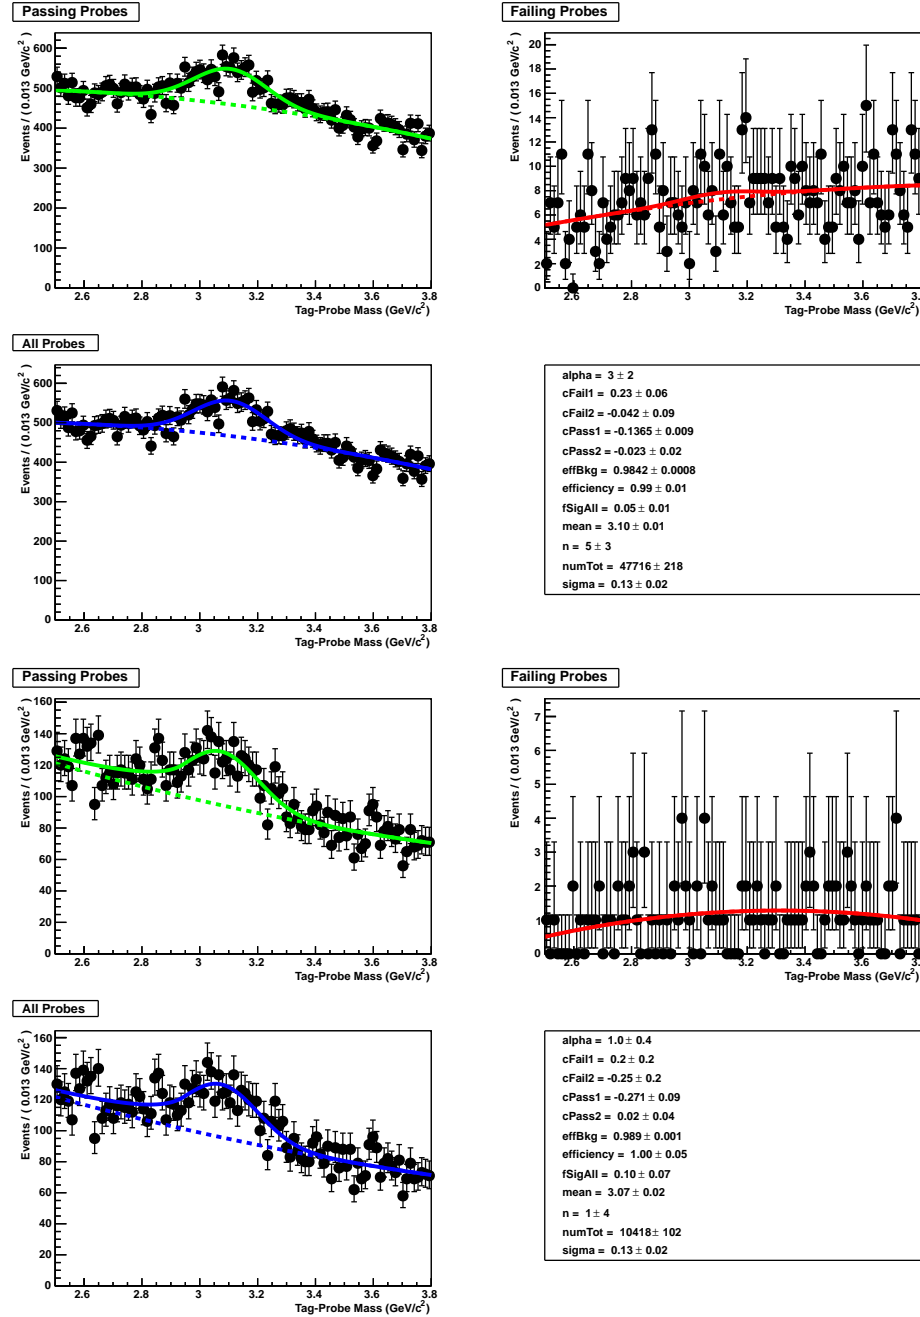 Passing Probes
Events / ( 0.013 GeV/c² )
600
500
400
300
200
100
0
2.6 2.8 3 3.2 3.4 3.6 3.8
Tag-Probe Mass (GeV/c²)
Failing Probes
Events / ( 0.013 GeV/c² )
20
18
16
14
12
10
8
6
4
2
0
2.6 2.8 3 3.2 3.4 3.6 3.8
Tag-Probe Mass (GeV/c²)
All Probes
Events / ( 0.013 GeV/c² )
600
500
400
300
200
100
0
2.6 2.8 3 3.2 3.4 3.6 3.8
Tag-Probe Mass (GeV/c²)
alpha = 3 ± 2
cFail1 = 0.23 ± 0.06
cFail2 = -0.042 ± 0.09
cPass1 = -0.1365 ± 0.009
cPass2 = -0.023 ± 0.02
effBkg = 0.9842 ± 0.0008
efficiency = 0.99 ± 0.01
fSigAll = 0.05 ± 0.01
mean = 3.10 ± 0.01
n = 5 ± 3
numTot = 47716 ± 218
sigma = 0.13 ± 0.02
Passing Probes
Events / ( 0.013 GeV/c² )
160
140
120
100
80
60
40
20
0
2.6 2.8 3 3.2 3.4 3.6 3.8
Tag-Probe Mass (GeV/c²)
Failing Probes
Events / ( 0.013 GeV/c² )
7
6
5
4
3
2
1
0
2.6 2.8 3 3.2 3.4 3.6
Tag-Probe Mass (GeV/c²)
All Probes
Events / ( 0.013 GeV/c² )
160
140
120
100
80
60
40
20
0
2.6 2.8 3 3.2 3.4 3.6 3.8
Tag-Probe Mass (GeV/c²)
alpha = 1.0 ± 0.4
cFail1 = 0.2 ± 0.2
cFail2 = -0.25 ± 0.2
cPass1 = -0.271 ± 0.09
cPass2 = 0.02 ± 0.04
effBkg = 0.989 ± 0.001
efficiency = 1.00 ± 0.05
fSigAll = 0.10 ± 0.07
mean = 3.07 ± 0.02
n = 1 ± 4
numTot = 10418 ± 102
sigma = 0.13 ± 0.02